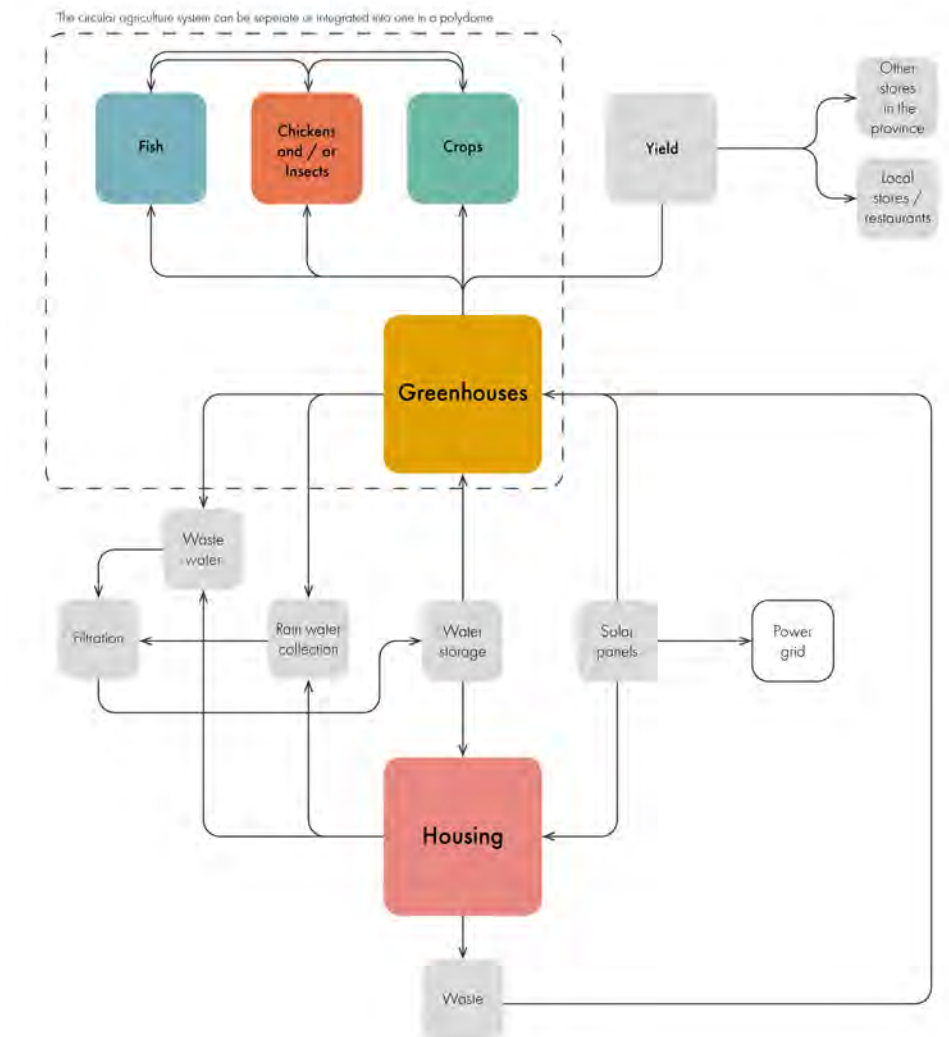 The circular agriculture system can be seperate or integrated into one in a polydome
Fish
Chickens
and / or
Insects
Crops
Yield
Other
stores
in the
province
Local
stores /
restaurants
Greenhouses
Waste
water
Filtration
Rain water
collection
Water
storage
Solar
panels
Power
grid
Housing
Waste